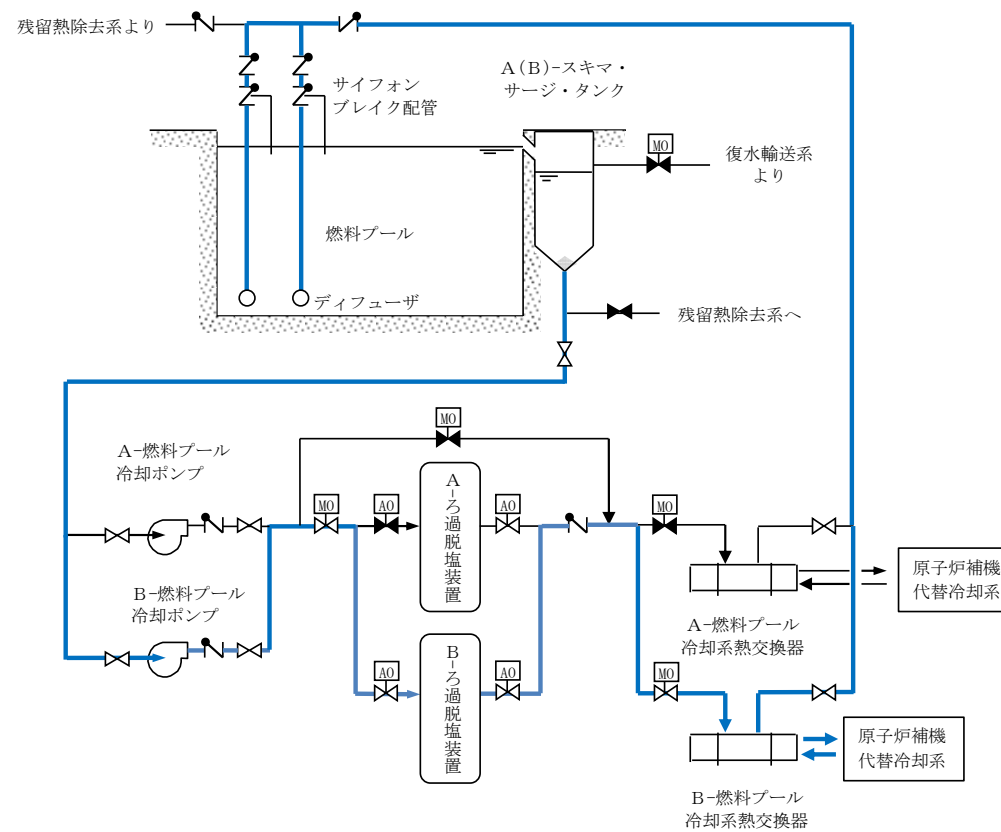 残留熱除去系より
サイフォン
ブレイク配管
A(B)-スキマ・
サージ・タンク
MO
復水輸送系
より
燃料プール
ディフューザ
残留熱除去系へ
MO
A-燃料プール
冷却ポンプ
MO
AO
A-ろ過脱塩装置
AO
MO
原子炉補機
代替冷却系
A-燃料プール
冷却系熱交換器
B-燃料プール
冷却ポンプ
AO
B-ろ過脱塩装置
AO
MO
原子炉補機
代替冷却系
B-燃料プール
冷却系熱交換器